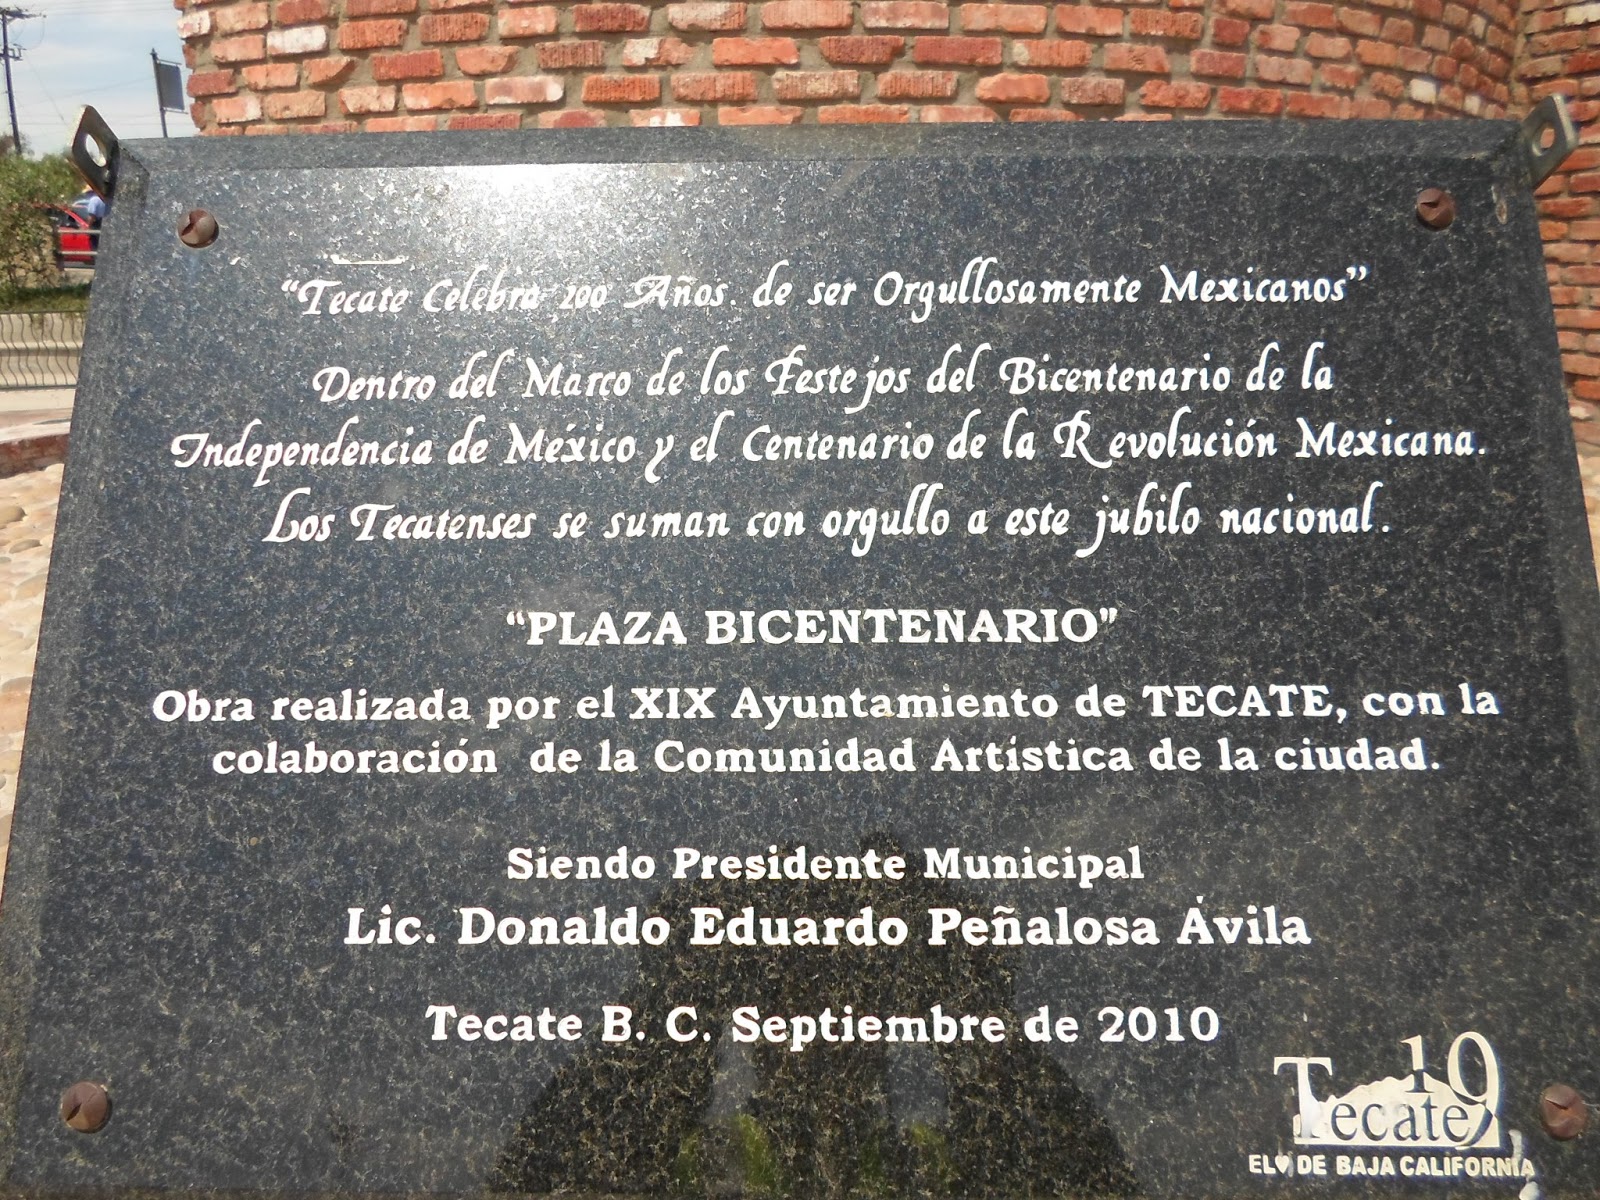 "Tecate Celebra 200 Años. de ser Orgullosamente Mexicanos"
Dentro del Marco de los Festejos del Bicentenario de la
Independencia de México y el Centenario de la Revolución Mexicana.
Los Tecatenses se suman con orgullo a este jubilo nacional.
"PLAZA BICENTENARIO"
Obra realizada por el XIX Ayuntamiento de TECATE, con la
colaboración de la Comunidad Artística de la ciudad.
Siendo Presidente Municipal
Lic. Donaldo Eduardo Peñalosa Ávila
Tecate B. C. Septiembre de 2010
19
Tecate
EL♥ DE BAJA CALIFORNIA